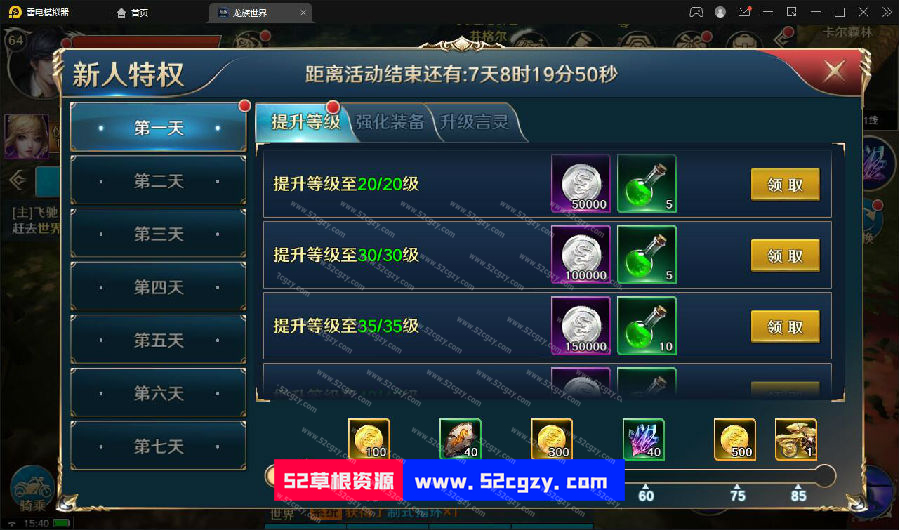 雷电模拟器
首页
龙族世界
64
卡尔森林
新人特权
距离活动结束还有:7天8时19分50秒
第一天
第二天
第三天
第四天
第五天
第六天
第七天
提升等级
强化装备
升级言灵
提升等级至20/20级
50000
5
领取
提升等级至30/30级
100000
5
领取
提升等级至35/35级
150000
10
领取
[主]飞驰
赶去世界
100
40
300
40
500
1
60
75
85
52草根资源
www.52cgzy.com
骑乘
世界
15:40